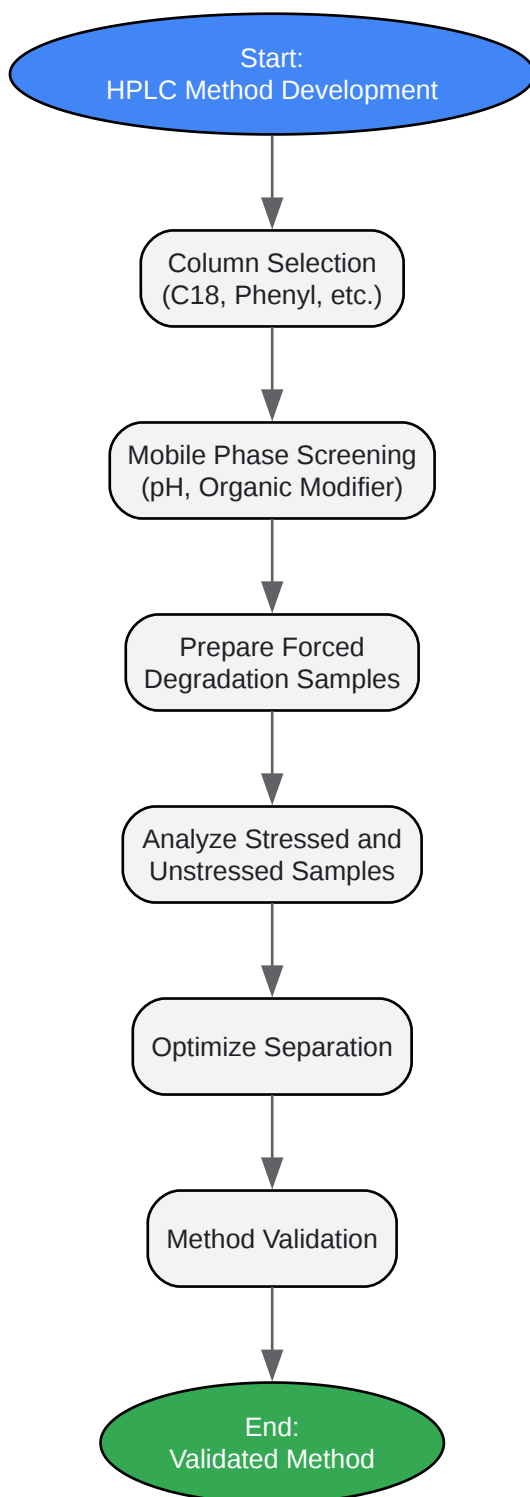 Start:
HPLC Method Development
Column Selection
(C18, Phenyl, etc.)
Mobile Phase Screening
(pH, Organic Modifier)
Prepare Forced
Degradation Samples
Analyze Stressed and
Unstressed Samples
Optimize Separation
Method Validation
End:
Validated Method